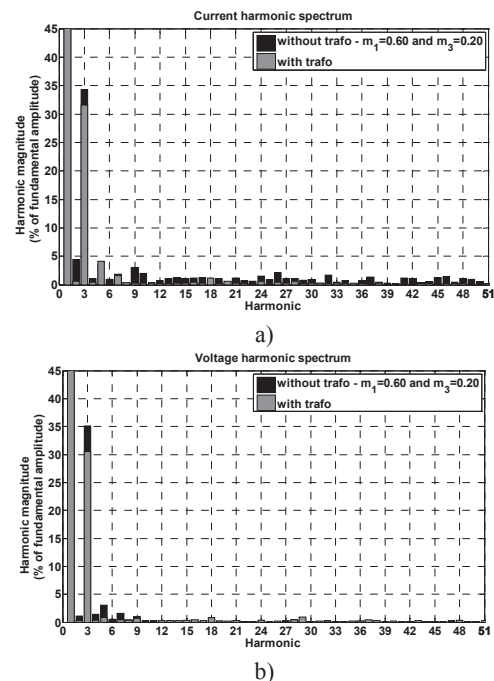 Current harmonic spectrum
45
40
35
30
25
20
15
10
5
0
Harmonic magnitude
(% of fundamental amplitude)
without trafo - m₁=0.60 and m₃=0.20
with trafo
0 3 6 9 12 15 18 21 24 27 30 33 36 39 42 45 48 51
Harmonic
a)
Voltage harmonic spectrum
45
40
35
30
25
20
15
10
5
0
Harmonic magnitude
(% of fundamental amplitude)
without trafo - m₁=0.60 and m₃=0.20
with trafo
0 3 6 9 12 15 18 21 24 27 30 33 36 39 42 45 48 51
Harmonic
b)